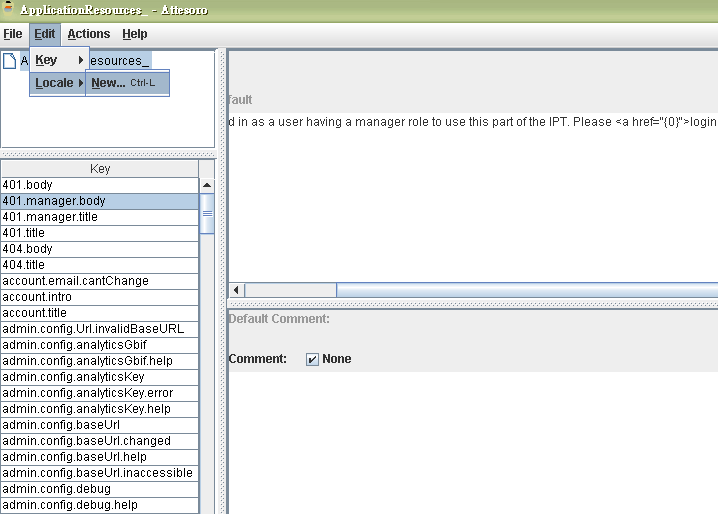 ApplicationResources_ - Attesoro
File Edit Actions Help
Key
esources_
Locale New... Ctrl-L
fault
d in as a user having a manager role to use this part of the IPT. Please <a href="{0}">login
Key
401.body
401.manager.body
401.manager.title
401.title
404.body
404.title
account.email.cantChange
account.intro
account.title
admin.config.Url.invalidBaseURL
admin.config.analyticsGbif
admin.config.analyticsGbif.help
admin.config.analyticsKey
admin.config.analyticsKey.error
admin.config.analyticsKey.help
admin.config.baseUrl
admin.config.baseUrl.changed
admin.config.baseUrl.help
admin.config.baseUrl.inaccessible
admin.config.debug
admin.config.debug.help
Default Comment:
Comment: None